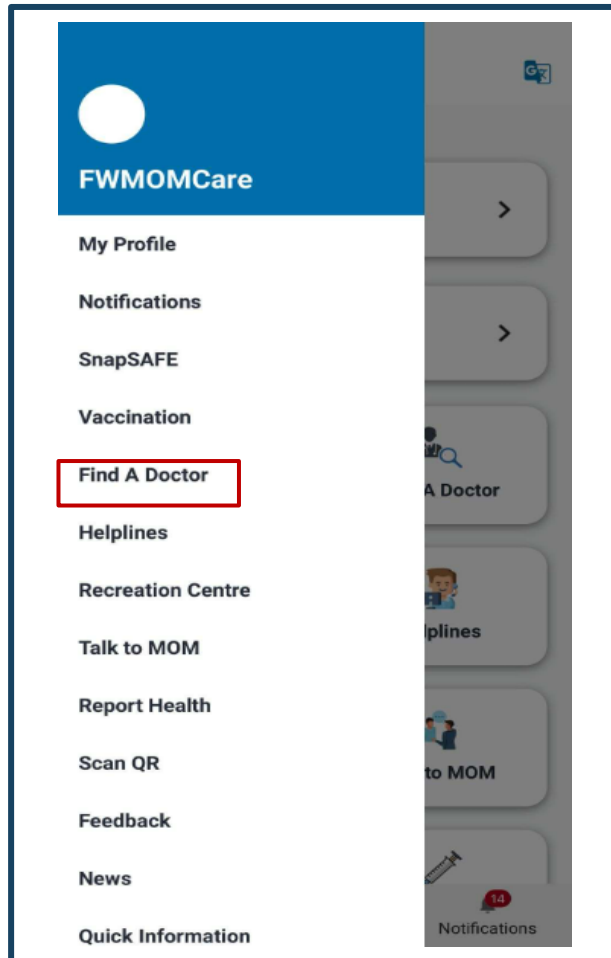 FWMOMCare
My Profile
Notifications
SnapSAFE
Vaccination
Find A Doctor
A Doctor
Helplines
Recreation Centre
lplines
Talk to MOM
Report Health
Scan QR
to MOM
Feedback
News
14
Notifications
Quick Information